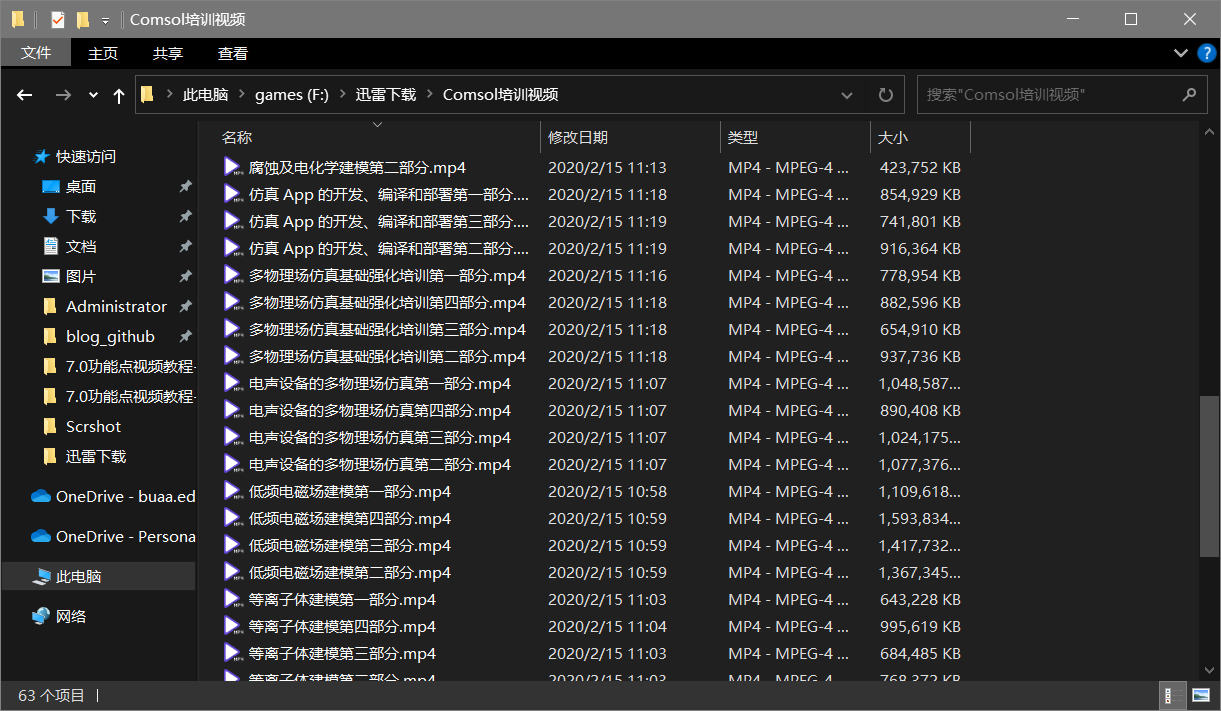 Comsol培训视频
文件 主页 共享 查看
此电脑 games (F:) 迅雷下载 Comsol培训视频 搜索"Comsol培训视频"
快速访问
桌面
下载
文档
图片
Administrator
blog_github
7.0功能点视频教程-
7.0功能点视频教程-
Scrshot
迅雷下载
OneDrive - buaa.ed
OneDrive - Persona
此电脑
网络
名称 修改日期 类型 大小
腐蚀及电化学建模第二部分.mp4 2020/2/15 11:13 MP4 - MPEG-4 ... 423,752 KB
仿真 App 的开发、编译和部署第一部分.... 2020/2/15 11:18 MP4 - MPEG-4 ... 854,929 KB
仿真 App 的开发、编译和部署第三部分.... 2020/2/15 11:19 MP4 - MPEG-4 ... 741,801 KB
仿真 App 的开发、编译和部署第二部分.... 2020/2/15 11:19 MP4 - MPEG-4 ... 916,364 KB
多物理场仿真基础强化培训第一部分.mp4 2020/2/15 11:16 MP4 - MPEG-4 ... 778,954 KB
多物理场仿真基础强化培训第四部分.mp4 2020/2/15 11:18 MP4 - MPEG-4 ... 882,596 KB
多物理场仿真基础强化培训第三部分.mp4 2020/2/15 11:18 MP4 - MPEG-4 ... 654,910 KB
多物理场仿真基础强化培训第二部分.mp4 2020/2/15 11:18 MP4 - MPEG-4 ... 937,736 KB
电声设备的多物理场仿真第一部分.mp4 2020/2/15 11:07 MP4 - MPEG-4 ... 1,048,587...
电声设备的多物理场仿真第四部分.mp4 2020/2/15 11:07 MP4 - MPEG-4 ... 890,408 KB
电声设备的多物理场仿真第三部分.mp4 2020/2/15 11:07 MP4 - MPEG-4 ... 1,024,175...
电声设备的多物理场仿真第二部分.mp4 2020/2/15 11:07 MP4 - MPEG-4 ... 1,077,376...
低频电磁场建模第一部分.mp4 2020/2/15 10:58 MP4 - MPEG-4 ... 1,109,618...
低频电磁场建模第四部分.mp4 2020/2/15 10:59 MP4 - MPEG-4 ... 1,593,834...
低频电磁场建模第三部分.mp4 2020/2/15 10:59 MP4 - MPEG-4 ... 1,417,732...
低频电磁场建模第二部分.mp4 2020/2/15 10:59 MP4 - MPEG-4 ... 1,367,345...
等离子体建模第一部分.mp4 2020/2/15 11:03 MP4 - MPEG-4 ... 643,228 KB
等离子体建模第四部分.mp4 2020/2/15 11:04 MP4 - MPEG-4 ... 995,619 KB
等离子体建模第三部分.mp4 2020/2/15 11:03 MP4 - MPEG-4 ... 684,485 KB
等离子体建模第二部分.mp4 2020/2/15 11:03 MP4 - MPEG-4 ... 768,372 KB
63 个项目